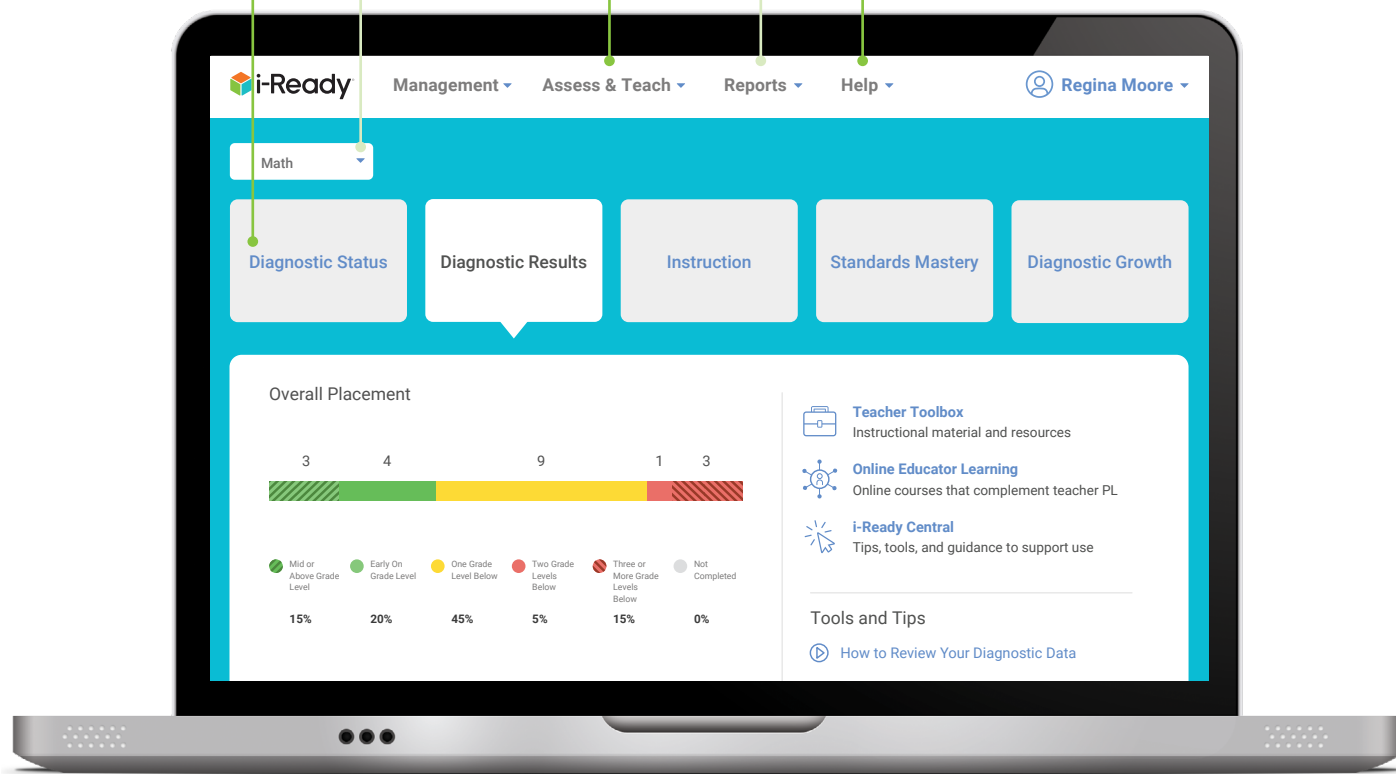 i-Ready
Management Assess & Teach Reports Help Regina Moore
Math
Diagnostic Status Diagnostic Results Instruction Standards Mastery Diagnostic Growth
Overall Placement
3 4 9 1 3
Mid or
Above Grade
Level
15%
Early On
Grade Level
20%
One Grade
Level Below
45%
Two Grade
Levels
Below
5%
Three or
More Grade
Levels
Below
15%
Not
Completed
0%
Teacher Toolbox
Instructional material and resources
Online Educator Learning
Online courses that complement teacher PL
i-Ready Central
Tips, tools, and guidance to support use
Tools and Tips
How to Review Your Diagnostic Data